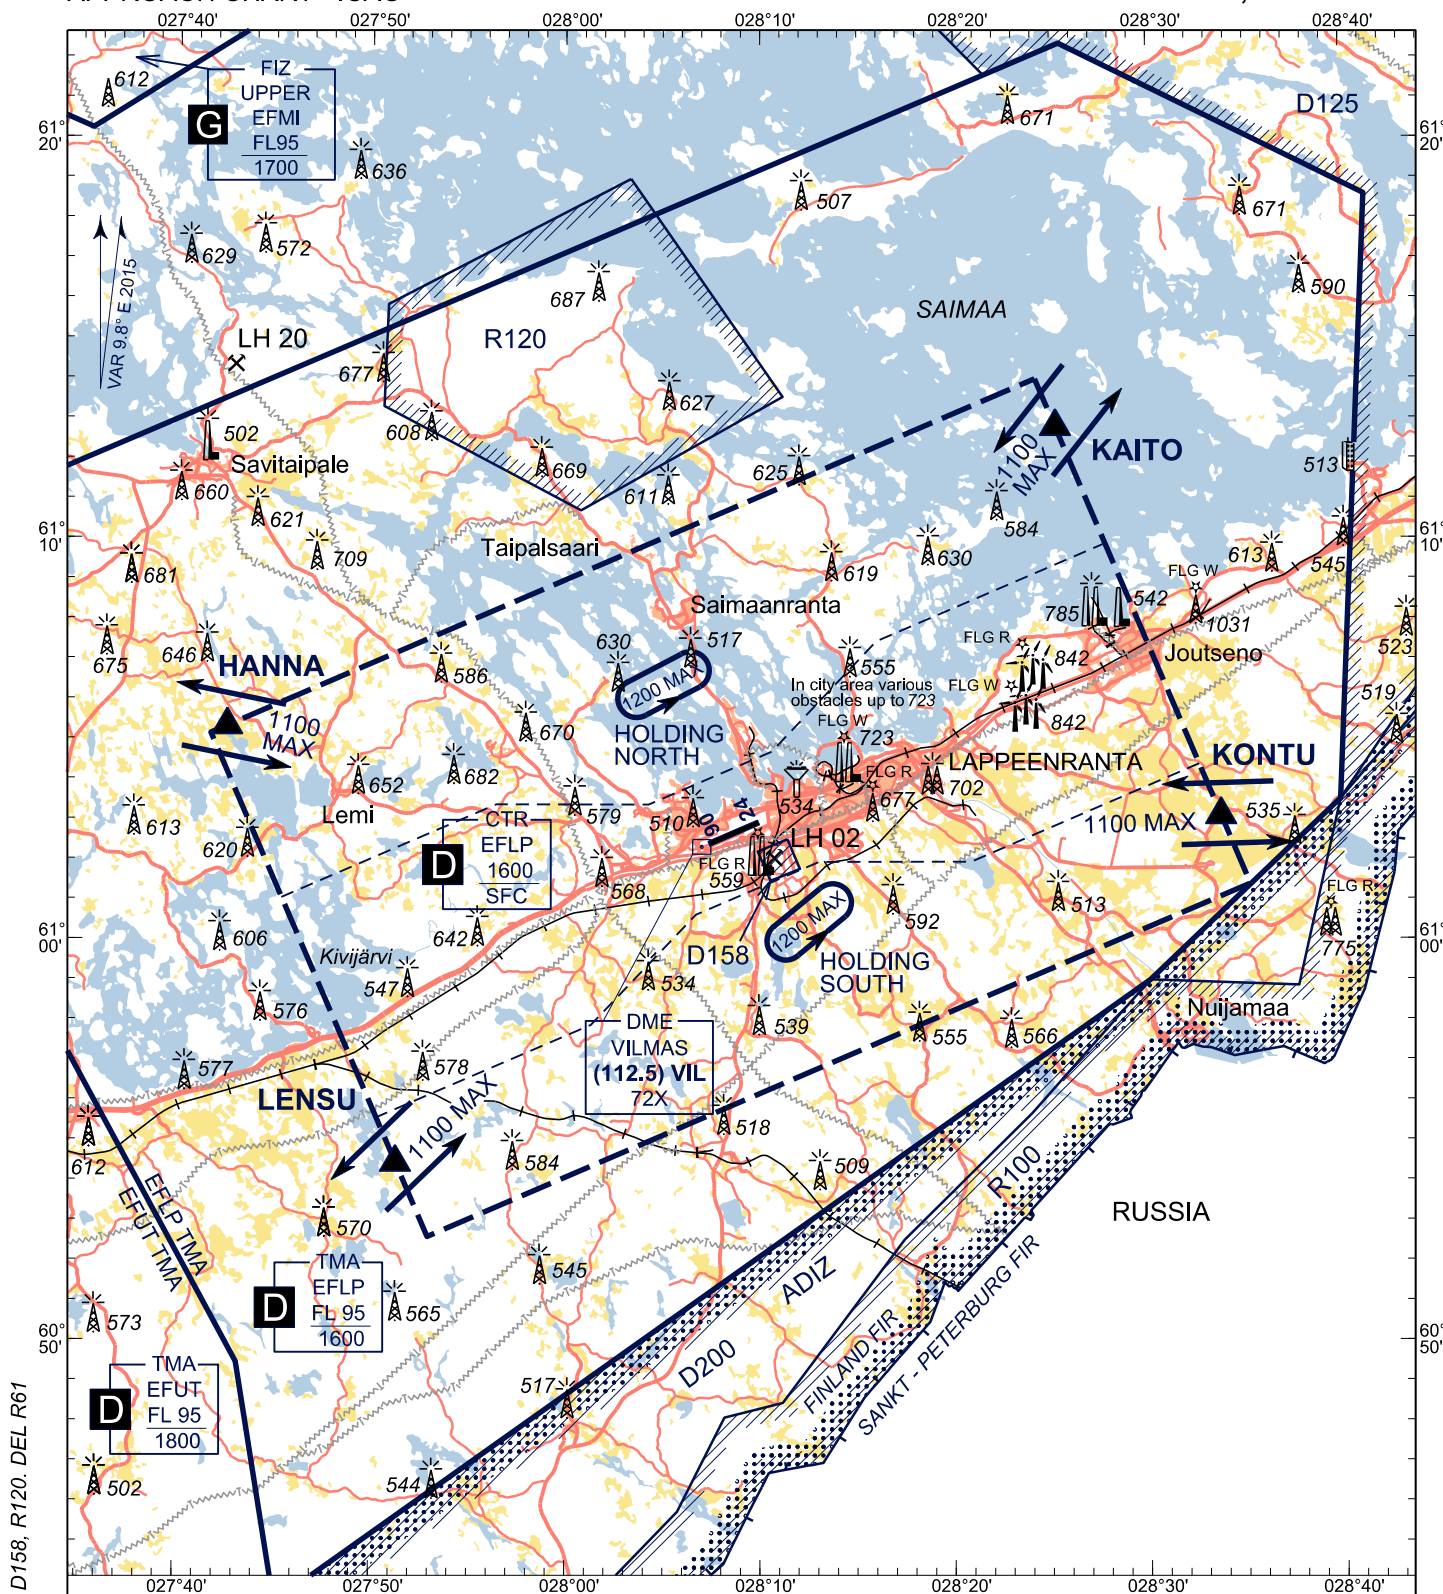 027°40'
027°50'
028°00'
028°10'
028°20'
028°30'
028°40'
612
FIZ
UPPER
EFMI
FL95
1700
G
636
671
D125
61°
20'
61°
20'
507
671
629
572
VAR 9.8° E 2015
687
590
SAIMAA
LH 20
R120
677
627
502
608
1100
MAX
KAITO
Savitaipale
669
625
513
660
611
621
584
61°
10'
61°
10'
709
Taipalsaari
630
613
545
681
619
FLG W
Saimaanranta
785
542
1031
675
646
HANNA
630
517
FLG R
842
Joutseno
523
586
555
In city area various
obstacles up to 723
FLG W
1200 MAX
FLG W
519
1100
MAX
670
HOLDING
NORTH
723
842
KONTU
652
682
FLG R
LAPPEENRANTA
702
613
Lemi
579
510
06
24
534
677
1100 MAX
535
620
CTR
EFLP
1600
SFC
D
LH 02
FLG R
559
568
592
513
FLG R
775
606
642
1200 MAX
61°
00'
61°
00'
Kivijärvi
D158
HOLDING
SOUTH
547
534
576
539
555
566
Nuijamaa
DME
VILMAS
(112.5) VIL
72X
577
578
LENSU
1100 MAX
518
612
584
509
R100
EFLP TMA
EFUT TMA
RUSSIA
570
TMA
EFLP
FL 95
1600
D
545
ADIZ
565
573
SANKT - PETERBURG FIR
FINLAND FIR
60°
50'
60°
50'
D200
TMA
EFUT
FL 95
1800
D
517
502
544
D158, R120. DEL R61
027°40'
027°50'
028°00'
028°10'
028°20'
028°30'
028°40'